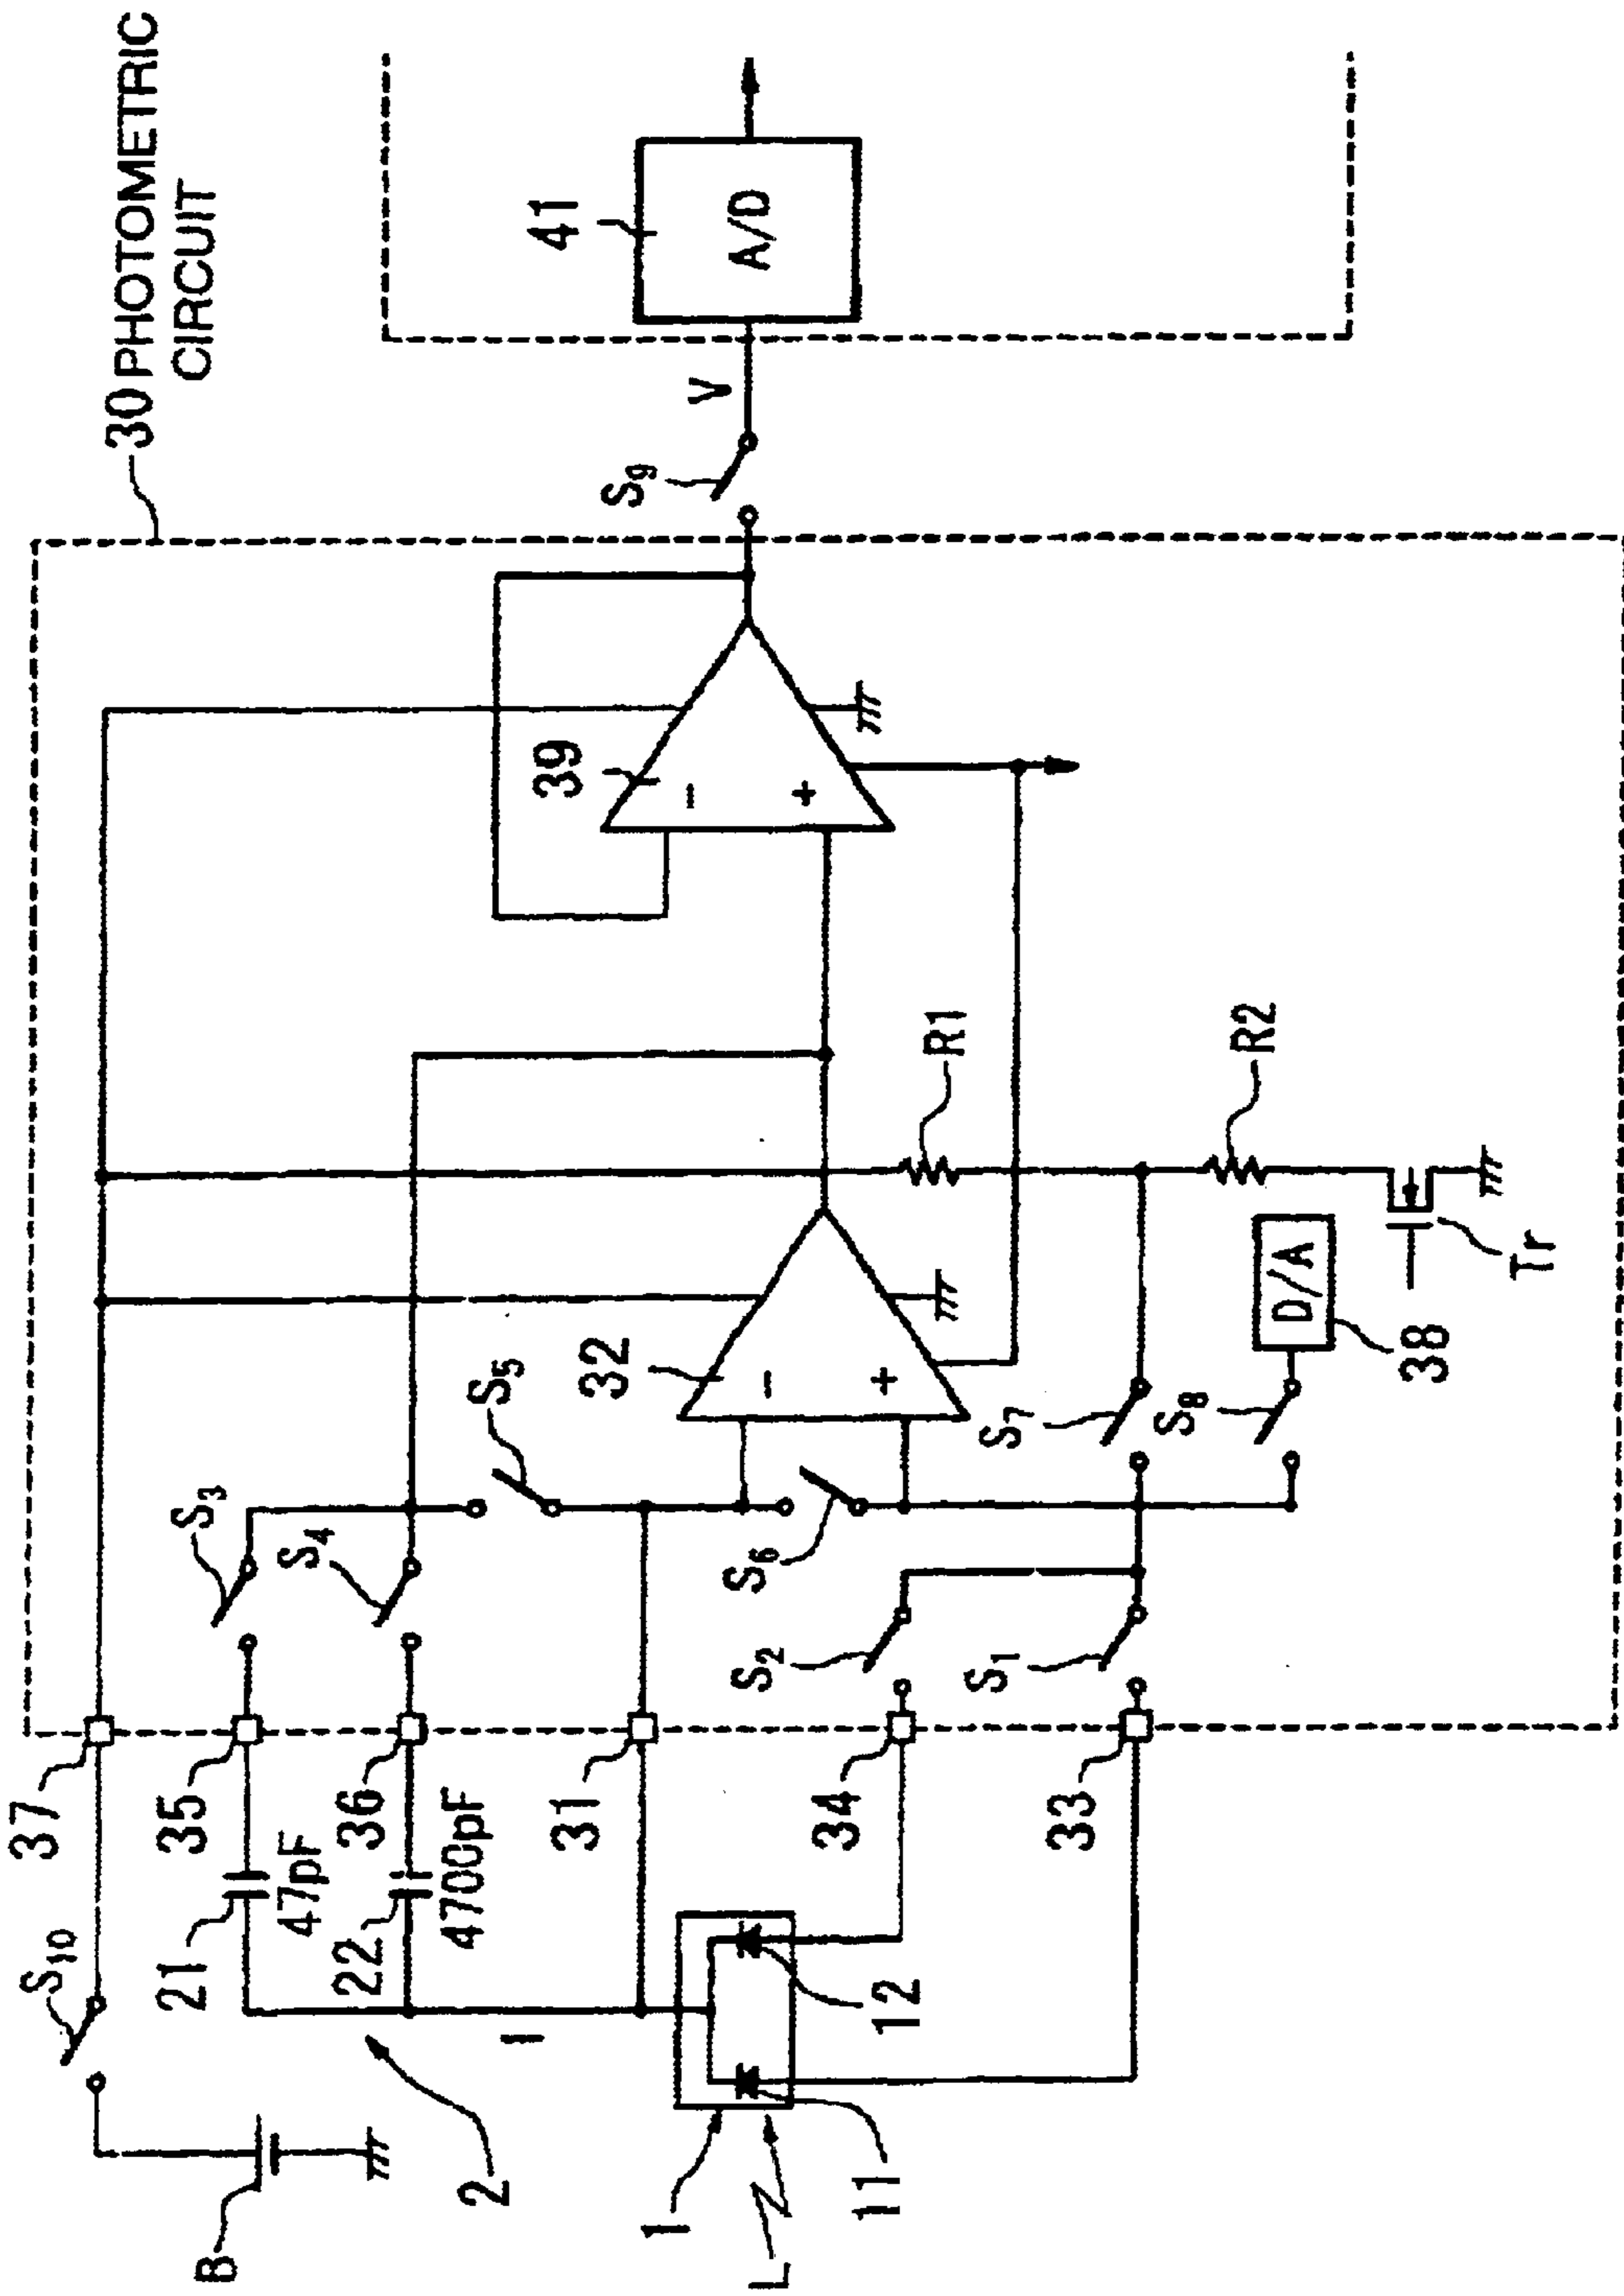 30 PHOTOMETRIC
CIRCUIT
41
A/D
V
S9
39
−
+
R1
R2
32
−
+
S5
S3
S4
S6
S7
S8
D/A
38
Tr
S2
S1
37
35
36
31
34
33
S10
21
47pF
22
4700pF
I
2
B
1
L
11
12